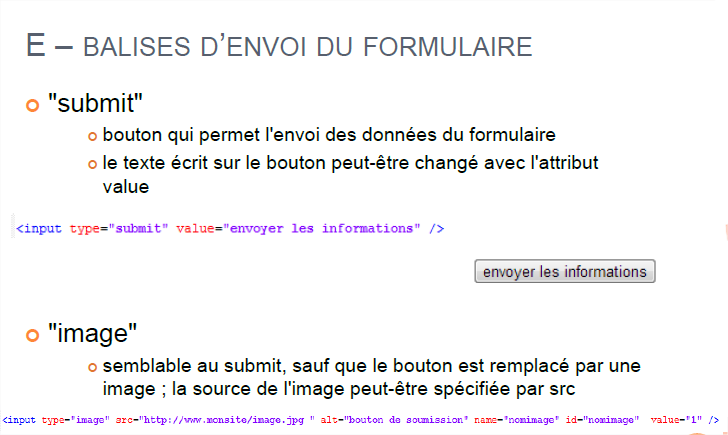 E – BALISES D'ENVOI DU FORMULAIRE
"submit"
bouton qui permet l'envoi des données du formulaire
le texte écrit sur le bouton peut-être changé avec l'attribut
value
<input type="submit" value="envoyer les informations" />
envoyer les informations
"image"
semblable au submit, sauf que le bouton est remplacé par une
image ; la source de l'image peut-être spécifiée par src
<input type="image" src="http://www.monsite/image.jpg " alt="bouton de soumission" name="nomimage" id="nomimage"  value="1" />